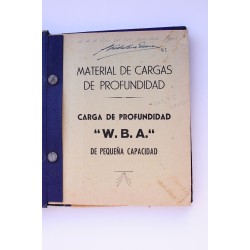 MATERIAL DE CARGAS
DE PROFUNDIDAD
CARGA DE PROFUNDIDAD
"W.B.A."
DE PEQUEÑA CAPACIDAD